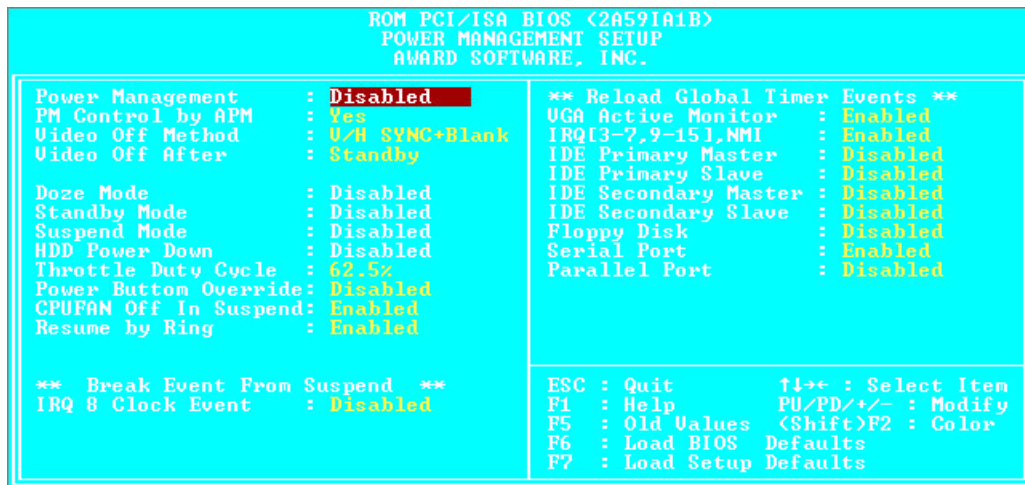 ROM PCI/ISA BIOS (2A59IA1B)
POWER MANAGEMENT SETUP
AWARD SOFTWARE, INC.
Power Management : Disabled
PM Control by APM : Yes
Video Off Method : V/H SYNC+Blank
Video Off After : Standby
Doze Mode : Disabled
Standby Mode : Disabled
Suspend Mode : Disabled
HDD Power Down : Disabled
Throttle Duty Cycle : 62.5%
Power Buttom Override: Disabled
CPUFAN Off In Suspend: Enabled
Resume by Ring : Enabled
** Break Event From Suspend **
IRQ 8 Clock Event : Disabled
** Reload Global Timer Events **
VGA Active Monitor : Enabled
IRQ[3-7,9-15],NMI : Enabled
IDE Primary Master : Disabled
IDE Primary Slave : Disabled
IDE Secondary Master : Disabled
IDE Secondary Slave : Disabled
Floppy Disk : Disabled
Serial Port : Enabled
Parallel Port : Disabled
ESC : Quit ↑↓→← : Select Item
F1 : Help PU/PD/+/- : Modify
F5 : Old Values (Shift)F2 : Color
F6 : Load BIOS Defaults
F7 : Load Setup Defaults